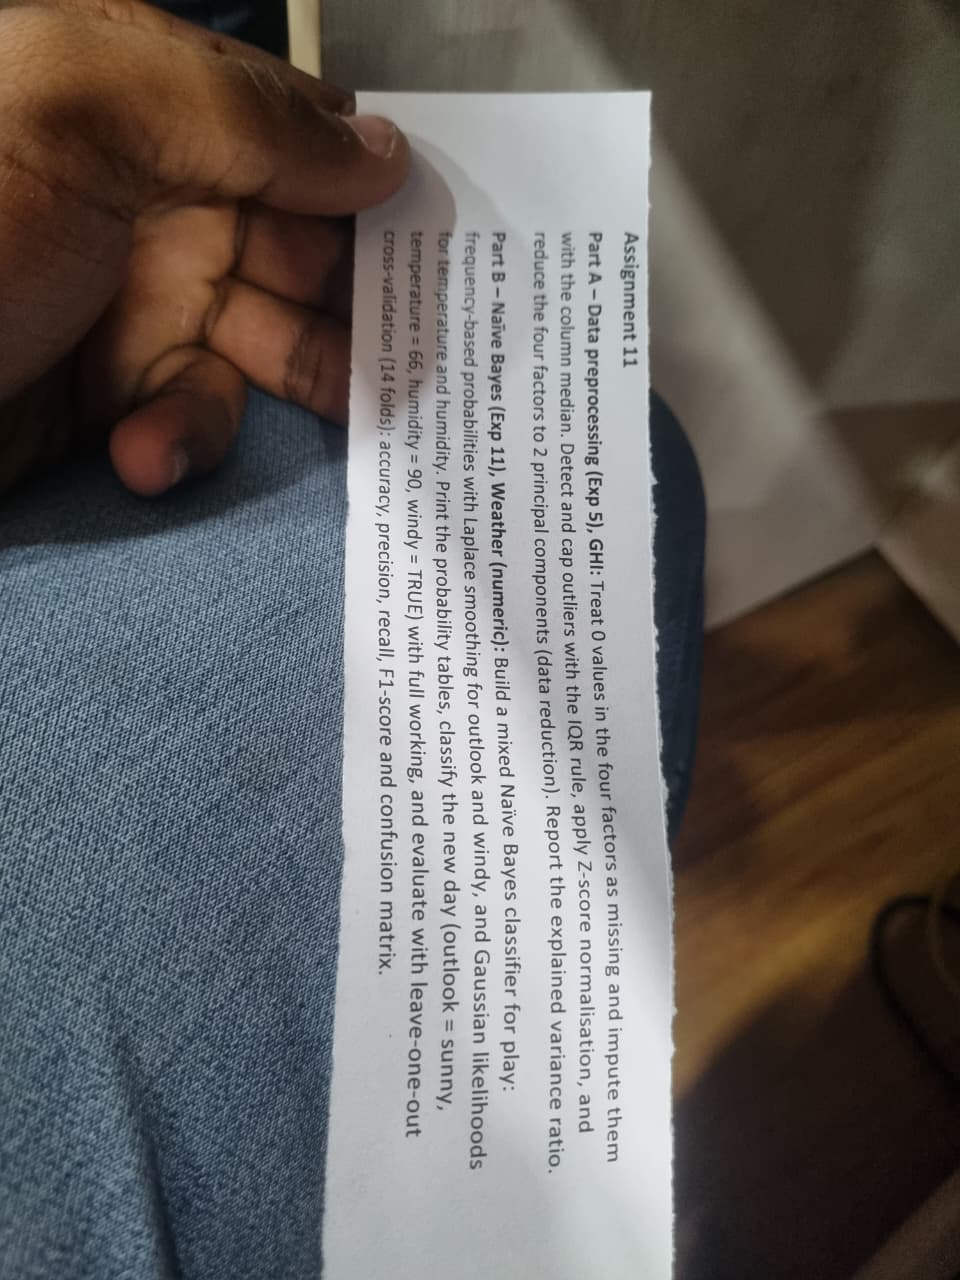 Assignment 11
Part A – Data preprocessing (Exp 5), GHI: Treat 0 values in the four factors as missing and impute them
with the column median. Detect and cap outliers with the IQR rule, apply Z-score normalisation, and
reduce the four factors to 2 principal components (data reduction). Report the explained variance ratio.
Part B – Naïve Bayes (Exp 11), Weather (numeric): Build a mixed Naïve Bayes classifier for play:
frequency-based probabilities with Laplace smoothing for outlook and windy, and Gaussian likelihoods
for temperature and humidity. Print the probability tables, classify the new day (outlook = sunny,
temperature = 66, humidity = 90, windy = TRUE) with full working, and evaluate with leave-one-out
cross-validation (14 folds): accuracy, precision, recall, F1-score and confusion matrix.